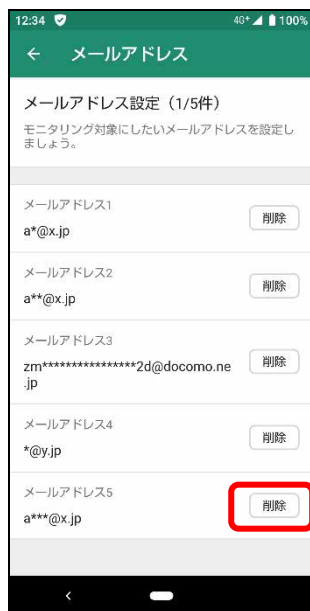 12:34 4G+ 100%
← メールアドレス
メールアドレス設定（1/5件）
モニタリング対象にしたいメールアドレスを設定し
ましょう。
メールアドレス1
a*@x.jp 削除
メールアドレス2
a**@x.jp 削除
メールアドレス3
zm****************2d@docomo.ne 削除
.jp
メールアドレス4
*@y.jp 削除
メールアドレス5
a***@x.jp 削除